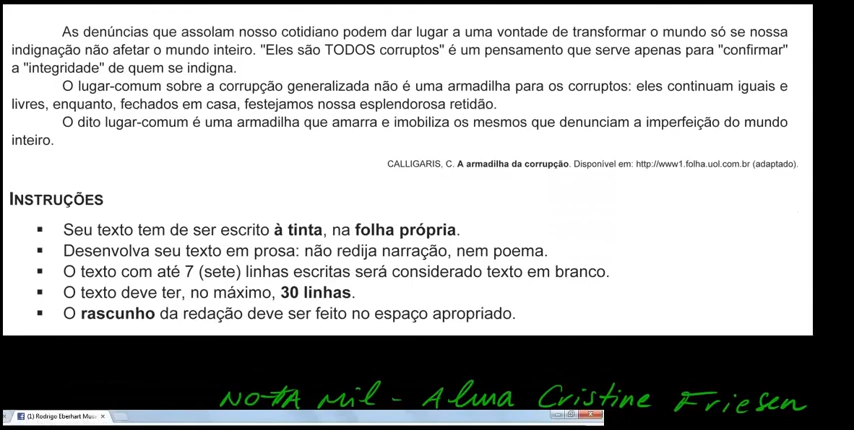 As denúncias que assolam nosso cotidiano podem dar lugar a uma vontade de transformar o mundo só se nossa
indignação não afetar o mundo inteiro. "Eles são TODOS corruptos" é um pensamento que serve apenas para "confirmar"
a "integridade" de quem se indigna.
O lugar-comum sobre a corrupção generalizada não é uma armadilha para os corruptos: eles continuam iguais e
livres, enquanto, fechados em casa, festejamos nossa esplendorosa retidão.
O dito lugar-comum é uma armadilha que amarra e imobiliza os mesmos que denunciam a imperfeição do mundo
inteiro.
CALLIGARIS, C. A armadilha da corrupção. Disponível em: http://www1.folha.uol.com.br (adaptado).
INSTRUÇÕES
▪ Seu texto tem de ser escrito à tinta, na folha própria.
▪ Desenvolva seu texto em prosa: não redija narração, nem poema.
▪ O texto com até 7 (sete) linhas escritas será considerado texto em branco.
▪ O texto deve ter, no máximo, 30 linhas.
▪ O rascunho da redação deve ser feito no espaço apropriado.
NOTA mil - Alma Cristine Friesen
(1) Rodrigo Eberhart Mus